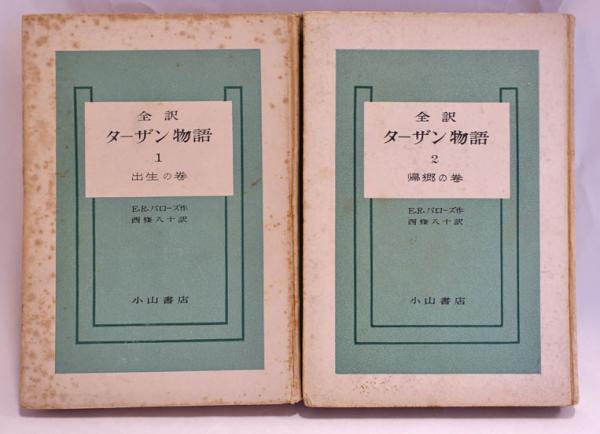 全訳
ターザン物語
1
出生の巻
E.R.バローズ作
西條八十訳
小山書店
全訳
ターザン物語
2
帰郷の巻
E.R.バローズ作
西條八十訳
小山書店